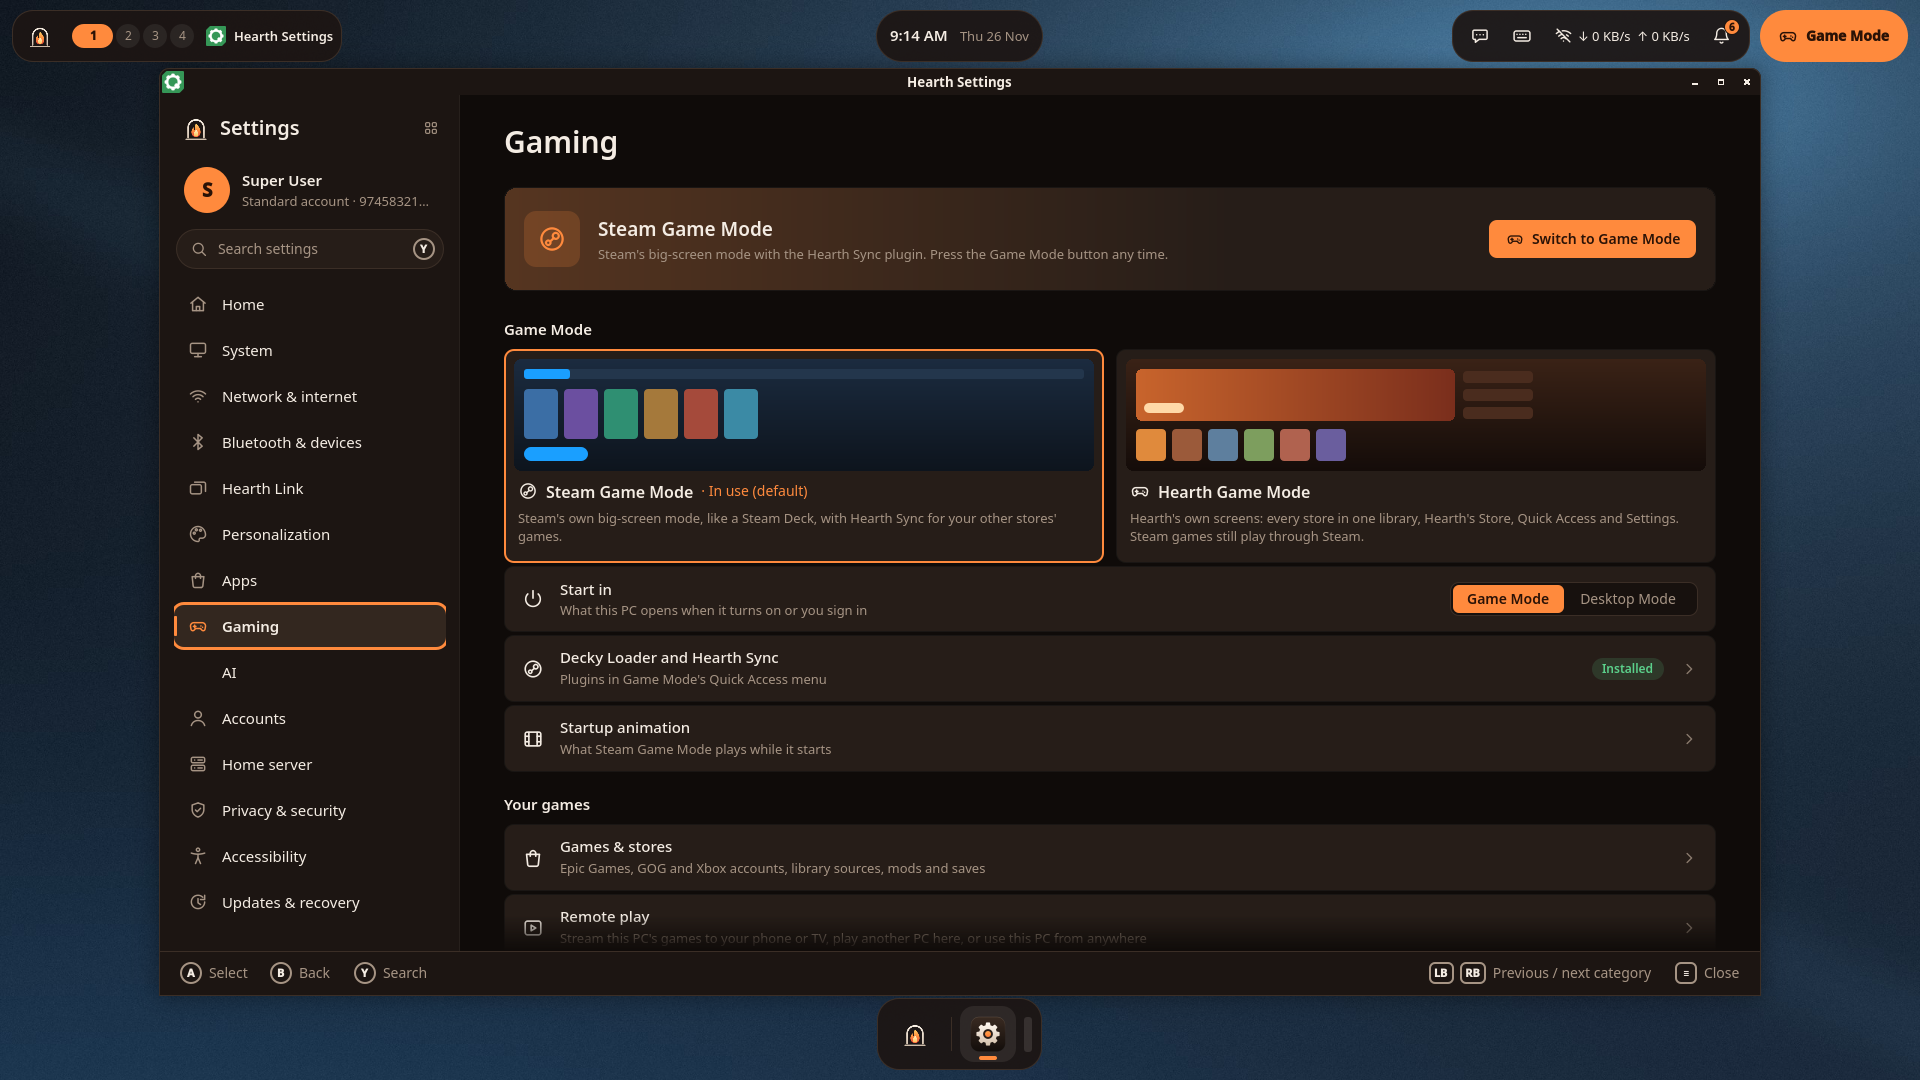 1 2 3 4 Hearth Settings
9:14 AM Thu 26 Nov
↓ 0 KB/s ↑ 0 KB/s
6
Game Mode
Hearth Settings
Settings
S
Super User
Standard account · 97458321...
Search settings Y
Home
System
Network & internet
Bluetooth & devices
Hearth Link
Personalization
Apps
Gaming
AI
Accounts
Home server
Privacy & security
Accessibility
Updates & recovery
Gaming
Steam Game Mode
Steam's big-screen mode with the Hearth Sync plugin. Press the Game Mode button any time.
Switch to Game Mode
Game Mode
Steam Game Mode · In use (default)
Steam's own big-screen mode, like a Steam Deck, with Hearth Sync for your other stores'
games.
Hearth Game Mode
Hearth's own screens: every store in one library, Hearth's Store, Quick Access and Settings.
Steam games still play through Steam.
Start in
What this PC opens when it turns on or you sign in
Game Mode Desktop Mode
Decky Loader and Hearth Sync
Plugins in Game Mode's Quick Access menu
Installed
Startup animation
What Steam Game Mode plays while it starts
Your games
Games & stores
Epic Games, GOG and Xbox accounts, library sources, mods and saves
Remote play
Stream this PC's games to your phone or TV, play another PC here, or use this PC from anywhere
A Select B Back Y Search
LB RB Previous / next category ≡ Close